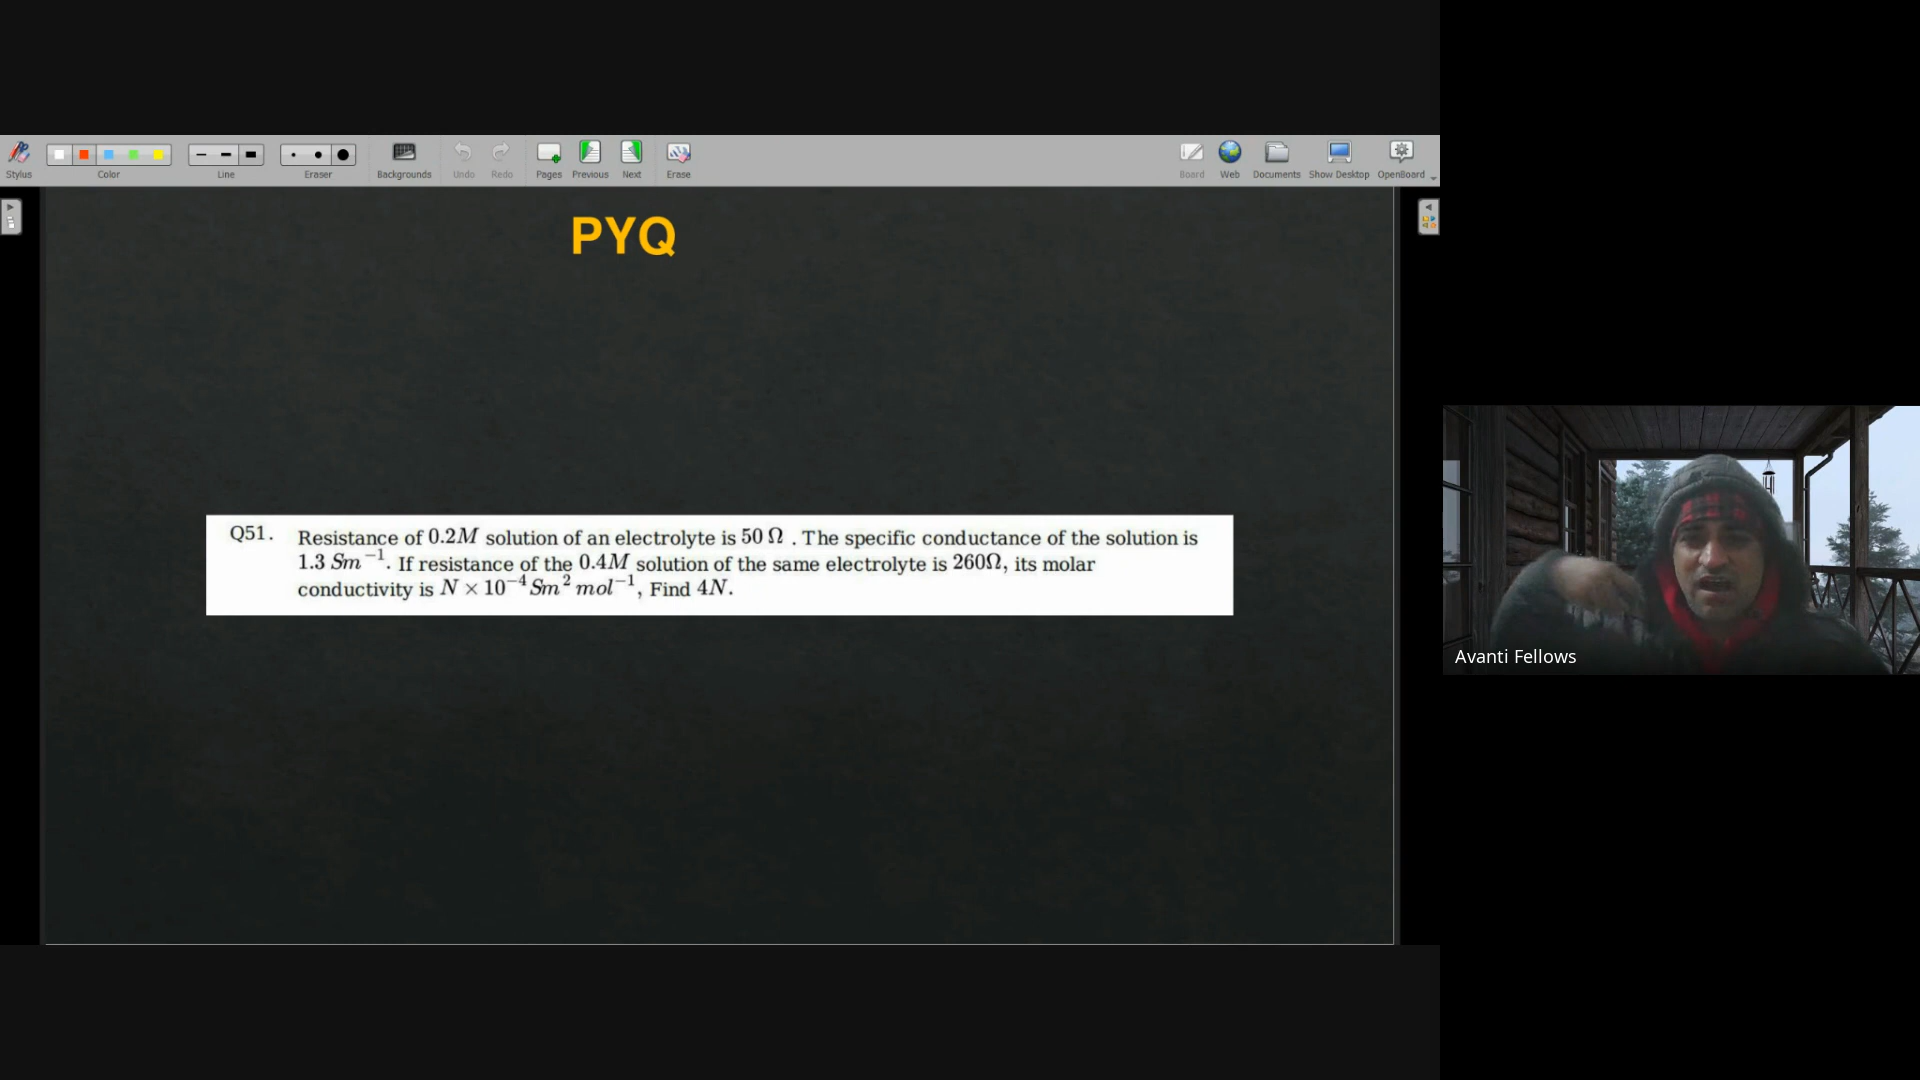 Stylus
Color
Line
Eraser
Backgrounds
Undo
Redo
Pages
Previous
Next
Erase
Board
Web
Documents
Show Desktop
OpenBoard
PYQ
Q51. Resistance of 0.2M solution of an electrolyte is 50 Ω . The specific conductance of the solution is
1.3 Sm⁻¹. If resistance of the 0.4M solution of the same electrolyte is 260Ω, its molar
conductivity is N × 10⁻⁴ Sm² mol⁻¹, Find 4N.
Avanti Fellows